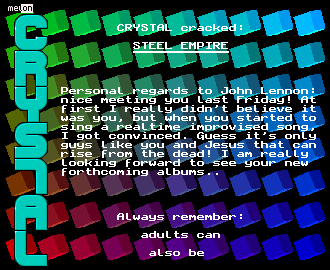 melon
CRYSTAL
CRYSTAL cracked:
STEEL EMPIRE
Personal regards to John Lennon:
nice meeting you last Friday! At
first I really didn't believe it
was you, but when you started to
sing a realtime improvised song,
I got convinced. Guess it's only
guys like you and Jesus that can
rise from the dead! I am really
looking forward to see your new
forthcoming albums..
Always remember:
adults can
also be